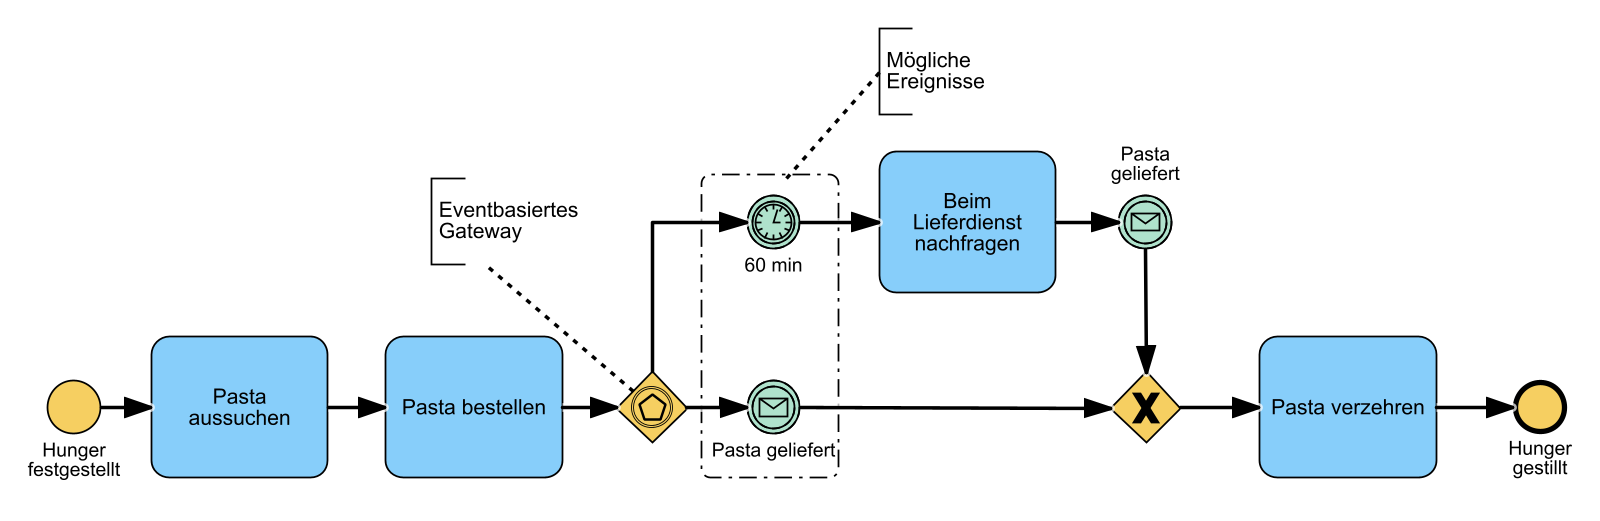 Mögliche
Ereignisse
Pasta
geliefert
Eventbasiertes
Gateway
Beim
Lieferdienst
nachfragen
60 min
Pasta
aussuchen
Pasta bestellen
Pasta verzehren
Hunger
festgestellt
Pasta geliefert
Hunger
gestillt